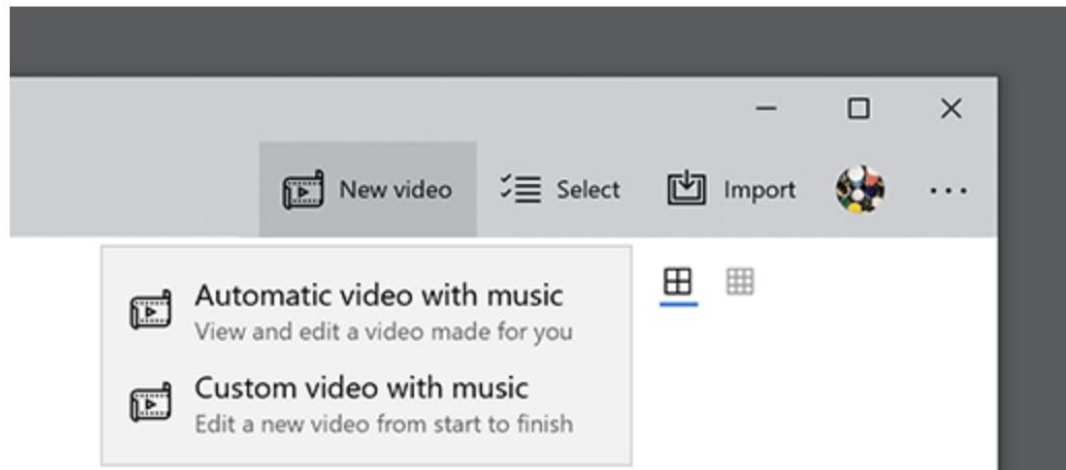 New video
Select
Import
Automatic video with music
View and edit a video made for you
Custom video with music
Edit a new video from start to finish